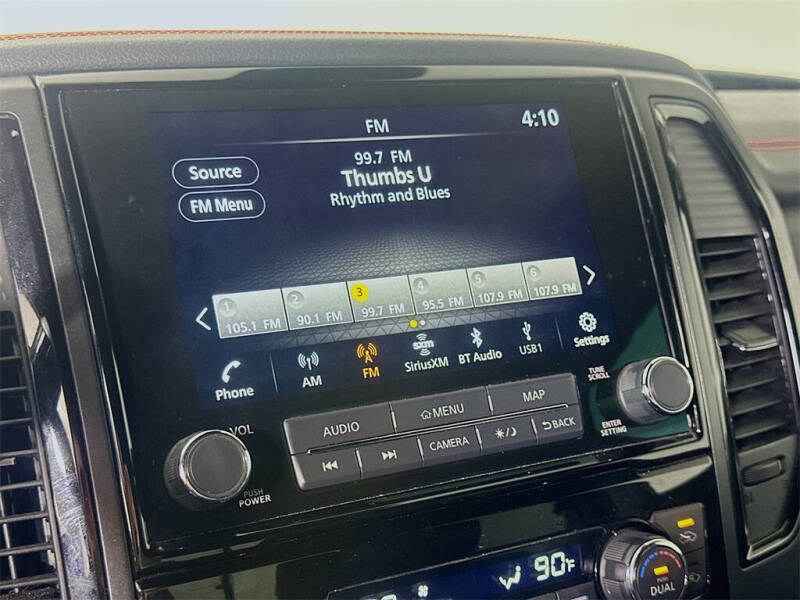 FM 4:10
99.7 FM
Source Thumbs U
Rhythm and Blues
FM Menu
1 2 3 4 5 6
105.1 FM 90.1 FM 99.7 FM 95.5 FM 107.9 FM 107.9 FM
Phone AM FM SiriusXM BT Audio USB1 Settings
sxm
TUNE
SCROLL
VOL AUDIO MENU MAP
CAMERA BACK
ENTER
SETTING
PUSH
POWER
90°F
PUSH
DUAL